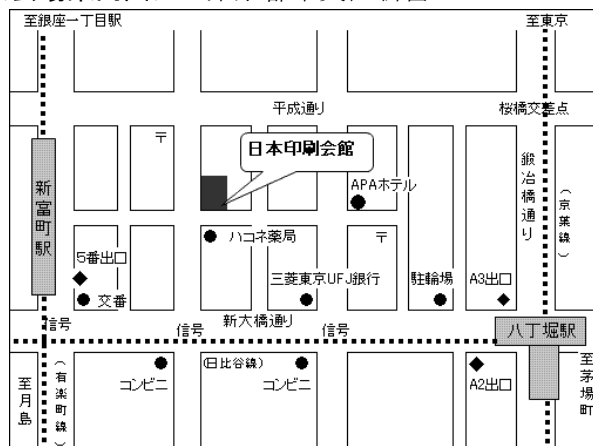 至銀座一丁目駅
至東京
平成通り
桜橋交差点
〒
日本印刷会館
新富町駅
APAホテル
鍛冶橋通り
(京葉線)
ハコネ薬局
〒
5番出口
三菱東京UFJ銀行
駐輪場
A3出口
交番
信号
信号
新大橋通り
信号
八丁堀駅
至月島
(有楽町線)
コンビニ
(日比谷線)
コンビニ
A2出口
至茅場町